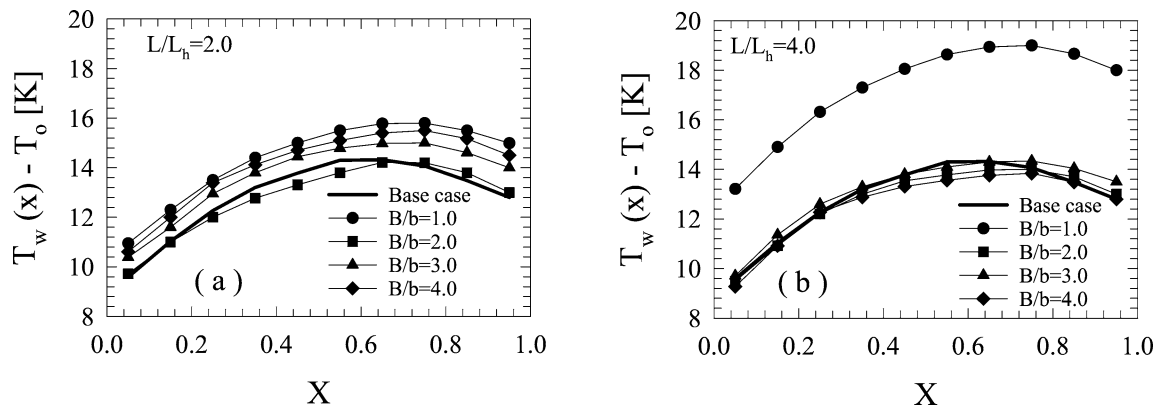 20
18
16
14
12
10
8
T_w (x) - T_o [K]
L/L_h=2.0
Base case
B/b=1.0
B/b=2.0
B/b=3.0
B/b=4.0
( a )
0.0 0.2 0.4 0.6 0.8 1.0
X
20
18
16
14
12
10
8
T_w (x) - T_o [K]
L/L_h=4.0
Base case
B/b=1.0
B/b=2.0
B/b=3.0
B/b=4.0
( b )
0.0 0.2 0.4 0.6 0.8 1.0
X